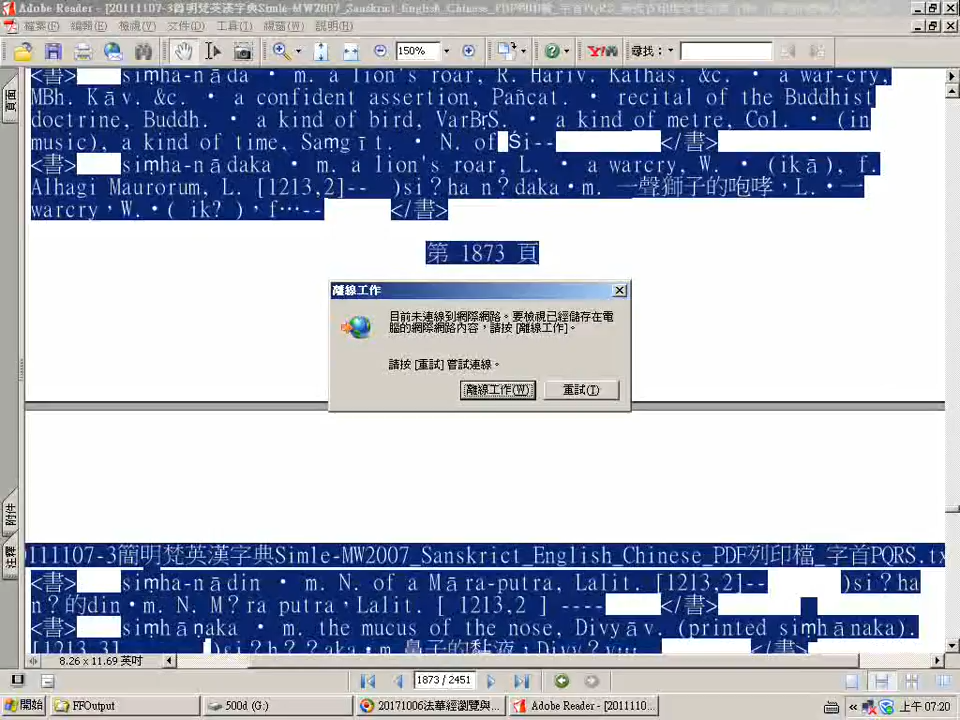 Adobe Reader - [20111107-3簡明梵英漢字典Simle-MW2007_Sanskrict_English_Chinese_PDF列印檔_字首PQRS
檔案(F) 編輯(E) 檢視(V) 文件(D) 工具(T) 視窗(W) 說明(H)
150% 尋找:
頁面
<書> siṃha-nāda • m. a lion's roar, R. Hariv. Kathas. &c. • a war-cry,
MBh. Kāv. &c. • a confident assertion, Pañcat. • recital of the Buddhist
doctrine, Buddh. • a kind of bird, VarBṛS. • a kind of metre, Col. • (in
music), a kind of time, Saṃgīt. • N. of Śi-- </書>
<書> siṃha-nādaka • m. a lion's roar, L. • a warcry, W. • (ikā), f.
Alhagi Maurorum, L. [1213,2]-- )si？ha n？daka•m. 一聲獅子的咆哮，L.•一
warcry，W.•( ik? )，f…-- </書>
第 1873 頁
離線工作
目前未連線到網際網路。要檢視已經儲存在電
腦的網際網路內容，請按 [離線工作]。
請按 [重試] 嘗試連線。
離線工作(W) 重試(T)
附件
注釋
111107-3簡明梵英漢字典Simle-MW2007_Sanskrict_English_Chinese_PDF列印檔_字首PQRS.tx
<書> siṃha-nādin • m. N. of a Māra-putra, Lalit. [1213,2]-- )si？ha
n？的din•m. N. M？ra putra，Lalit. [ 1213,2 ] ---- </書>
<書> siṃhāṇaka • m. the mucus of the nose, Divyāv. (printed siṃhānaka).
[1213,3] )si？h？？aka•m.鼻子的黏液，Divy？v…. </書>
8.26 x 11.69 英吋
1873 / 2451
開始 FFOutput 500d (G:) 20171006法華經瀏覽與... Adobe Reader - [2011110... 上午 07:20